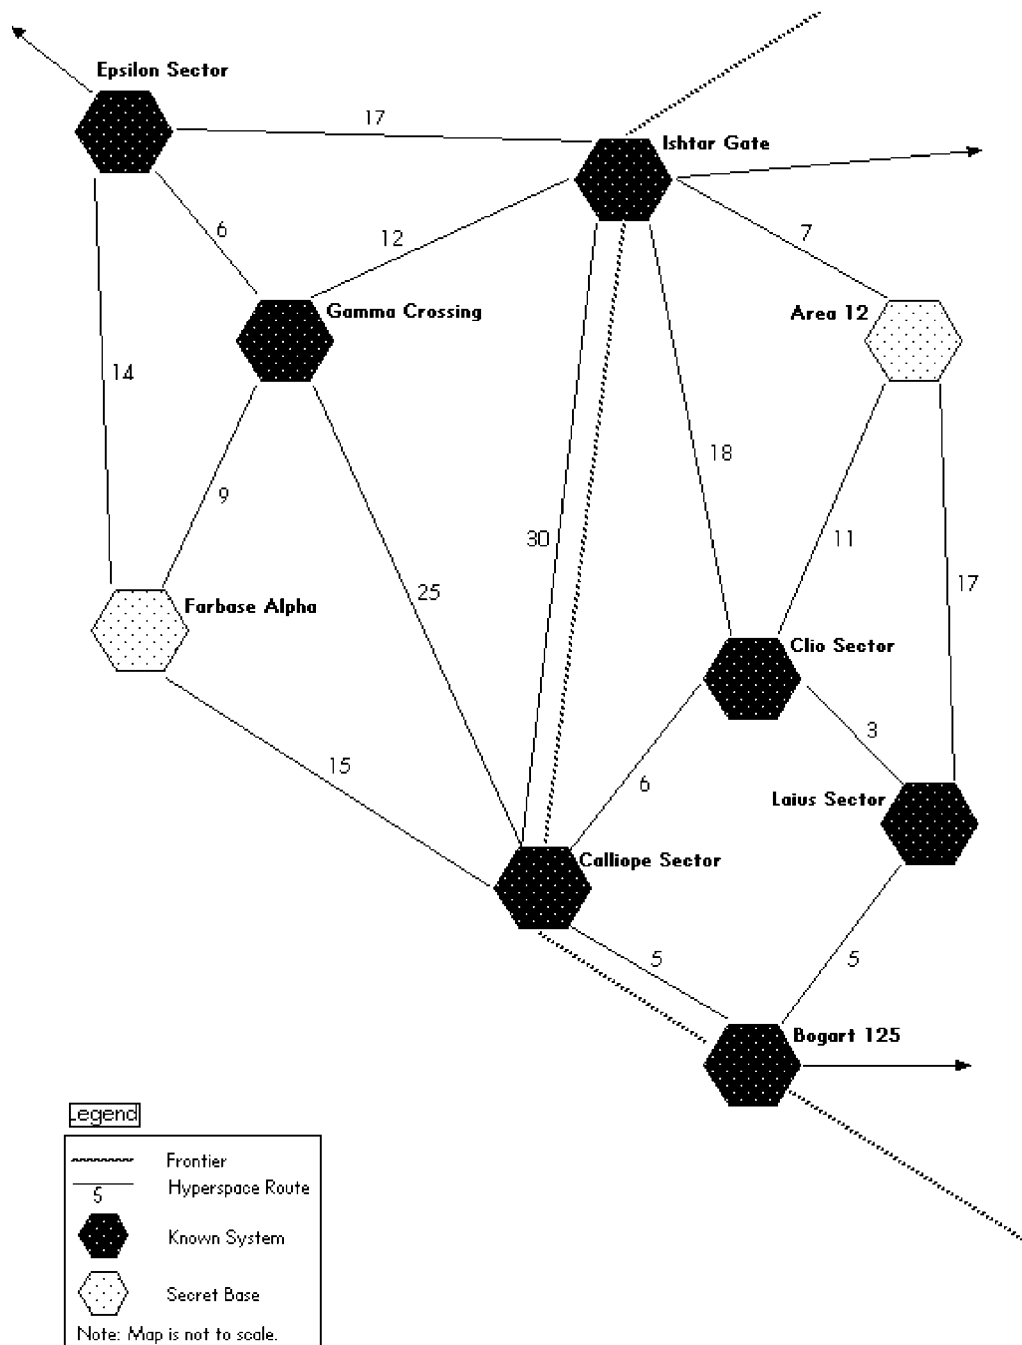 Epsilon Sector
17
Ishtar Gate
6
12
7
Gamma Crossing
Area 12
14
18
9
30
11
25
17
Farbase Alpha
Clio Sector
3
15
6
Laius Sector
Calliope Sector
5
5
Bogart 125
Legend
Frontier
Hyperspace Route
5
Known System
Secret Base
Note: Map is not to scale.